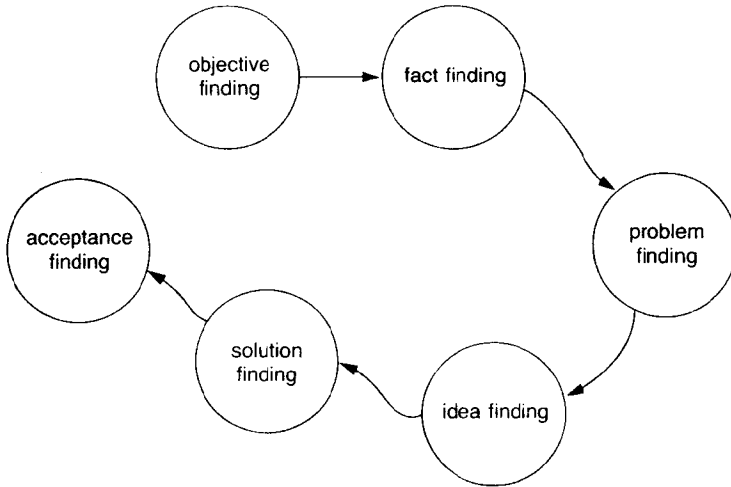 objective
finding
fact finding
problem
finding
idea finding
solution
finding
acceptance
finding